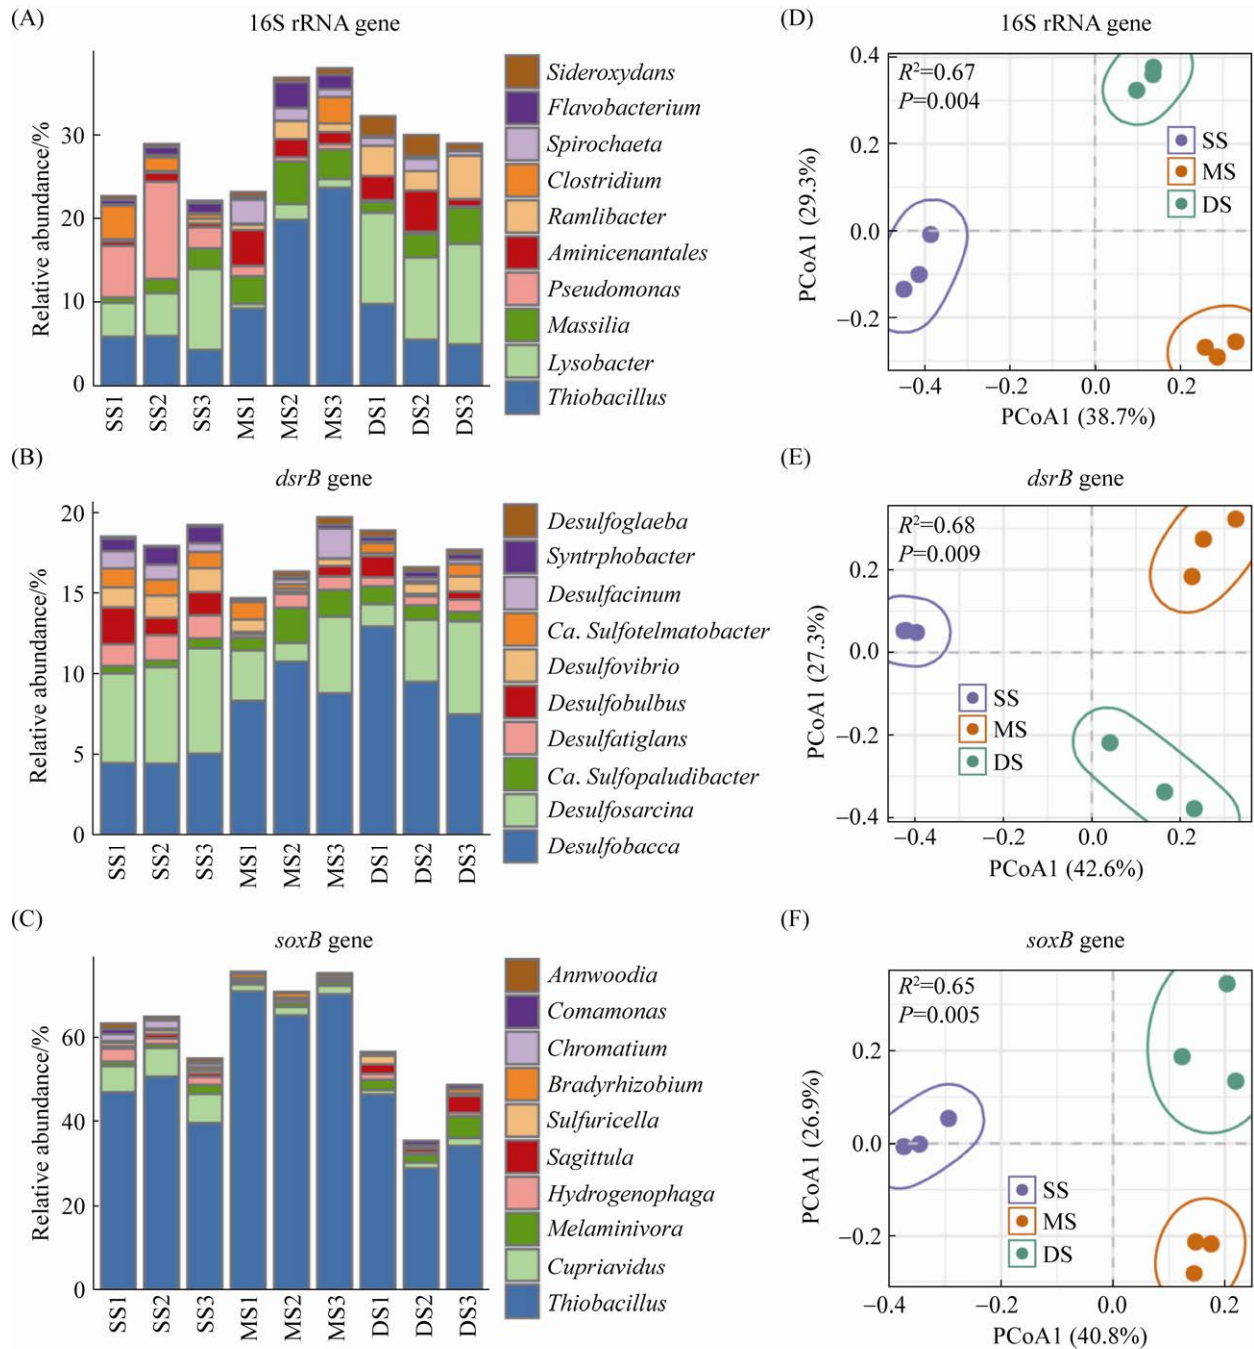 (A)
16S rRNA gene
Relative abundance/%
30
20
10
0
SS1
SS2
SS3
MS1
MS2
MS3
DS1
DS2
DS3
Sideroxydans
Flavobacterium
Spirochaeta
Clostridium
Ramlibacter
Aminicenantales
Pseudomonas
Massilia
Lysobacter
Thiobacillus
(D)
16S rRNA gene
R²=0.67
P=0.004
PCoA1 (29.3%)
0.4
0.2
0.0
−0.2
SS
MS
DS
−0.4
−0.2
0.0
0.2
PCoA1 (38.7%)
(B)
dsrB gene
Relative abundance/%
20
15
10
5
0
SS1
SS2
SS3
MS1
MS2
MS3
DS1
DS2
DS3
Desulfoglaeba
Syntrphobacter
Desulfacinum
Ca. Sulfotelmatobacter
Desulfovibrio
Desulfobulbus
Desulfatiglans
Ca. Sulfopaludibacter
Desulfosarcina
Desulfobacca
(E)
dsrB gene
R²=0.68
P=0.009
PCoA1 (27.3%)
0.2
0.0
−0.2
−0.4
SS
MS
DS
−0.4
−0.2
0.0
0.2
PCoA1 (42.6%)
(C)
soxB gene
Relative abundance/%
60
40
20
0
SS1
SS2
SS3
MS1
MS2
MS3
DS1
DS2
DS3
Annwoodia
Comamonas
Chromatium
Bradyrhizobium
Sulfuricella
Sagittula
Hydrogenophaga
Melaminivora
Cupriavidus
Thiobacillus
(F)
soxB gene
R²=0.65
P=0.005
PCoA1 (26.9%)
0.2
0.0
−0.2
SS
MS
DS
−0.4
−0.2
0.0
0.2
PCoA1 (40.8%)